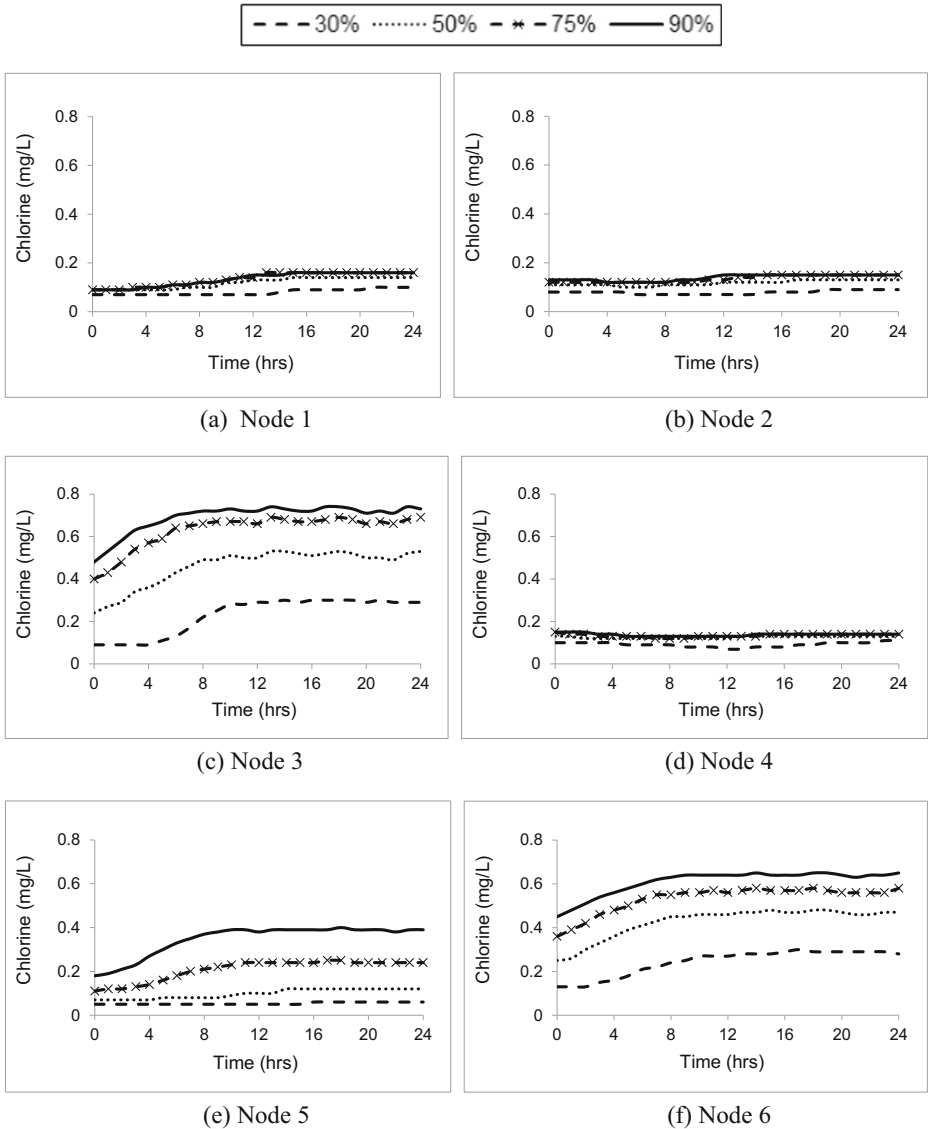 30% 50% 75% 90%
0.8
0.6
0.4
0.2
0
Chlorine (mg/L)
0 4 8 12 16 20 24
Time (hrs)
(a) Node 1
0.8
0.6
0.4
0.2
0
Chlorine (mg/L)
0 4 8 12 16 20 24
Time (hrs)
(b) Node 2
0.8
0.6
0.4
0.2
0
Chlorine (mg/L)
0 4 8 12 16 20 24
Time (hrs)
(c) Node 3
0.8
0.6
0.4
0.2
0
Chlorine (mg/L)
0 4 8 12 16 20 24
Time (hrs)
(d) Node 4
0.8
0.6
0.4
0.2
0
Chlorine (mg/L)
0 4 8 12 16 20 24
Time (hrs)
(e) Node 5
0.8
0.6
0.4
0.2
0
Chlorine (mg/L)
0 4 8 12 16 20 24
Time (hrs)
(f) Node 6